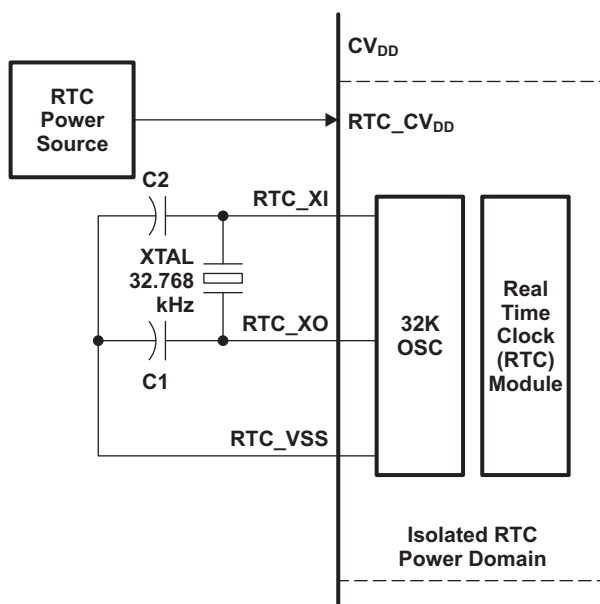 CVDD
RTC
Power
Source
RTC_CVDD
C2
RTC_XI
XTAL
32.768
kHz
RTC_XO
C1
RTC_VSS
32K
OSC
Real
Time
Clock
(RTC)
Module
Isolated RTC
Power Domain